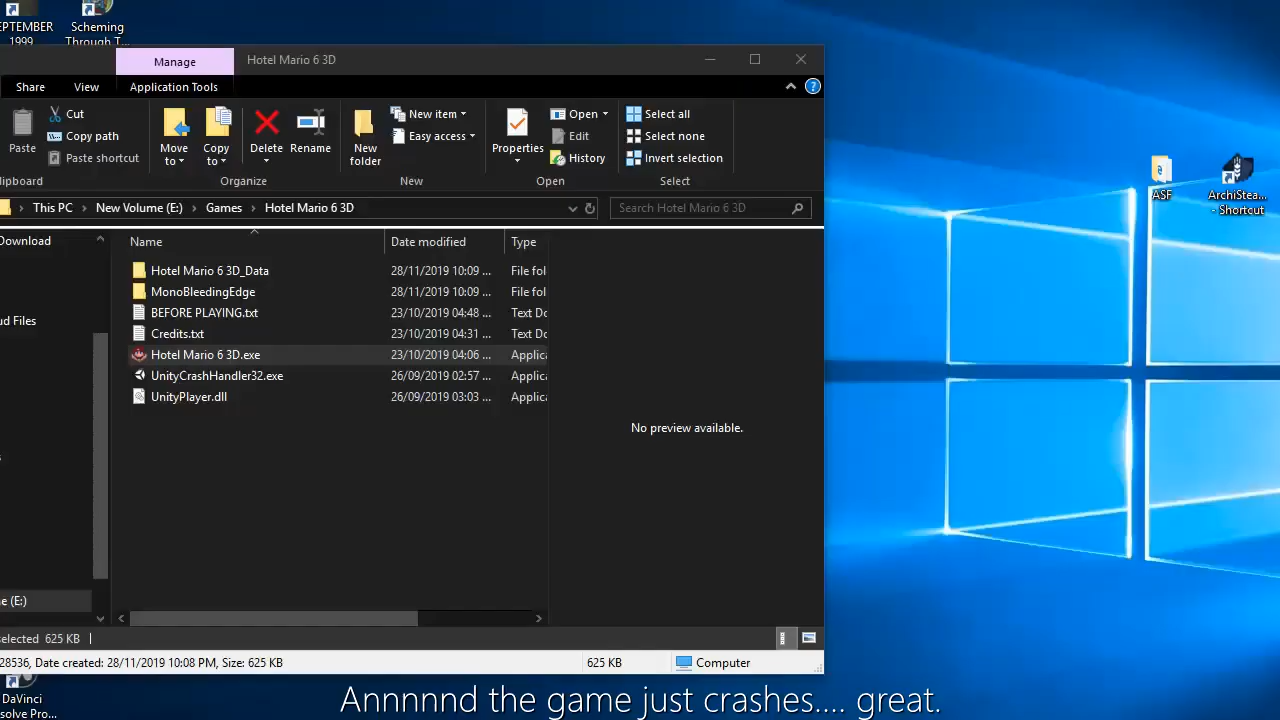 EPTEMBER
1999
Scheming
Through T...
Manage
Hotel Mario 6 3D
Share
View
Application Tools
Paste
Cut
Copy path
Paste shortcut
lipboard
Move
to
Copy
to
Delete
Rename
Organize
New
folder
New item
Easy access
New
Properties
Open
Edit
History
Open
Select all
Select none
Invert selection
Select
This PC > New Volume (E:) > Games > Hotel Mario 6 3D
Search Hotel Mario 6 3D
ASF
ArchiStea...
- Shortcut
Download
ud Files
s
e (E:)
Name Date modified Type
Hotel Mario 6 3D_Data 28/11/2019 10:09 ... File fol
MonoBleedingEdge 28/11/2019 10:09 ... File fol
BEFORE PLAYING.txt 23/10/2019 04:48 ... Text Do
Credits.txt 23/10/2019 04:31 ... Text Do
Hotel Mario 6 3D.exe 23/10/2019 04:06 ... Applica
UnityCrashHandler32.exe 26/09/2019 02:57 ... Applica
UnityPlayer.dll 26/09/2019 03:03 ... Applica
No preview available.
selected 625 KB
28536, Date created: 28/11/2019 10:08 PM, Size: 625 KB
625 KB
Computer
DaVinci
solve Pro...
Annnnnd the game just crashes.... great.